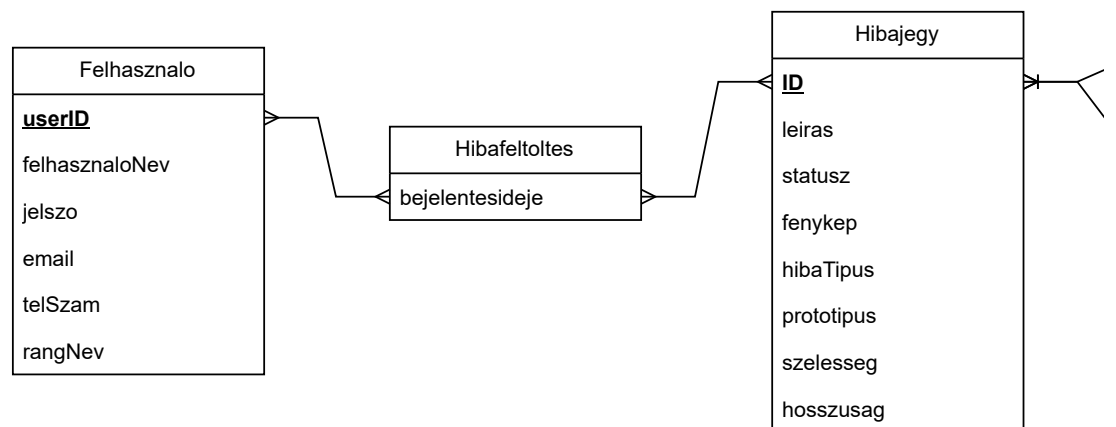 Felhasznalo
userID
felhasznaloNev
jelszo
email
telSzam
rangNev
Hibafeltoltes
bejelentesideje
Hibajegy
ID
leiras
statusz
fenykep
hibaTipus
prototipus
szelesseg
hosszusag